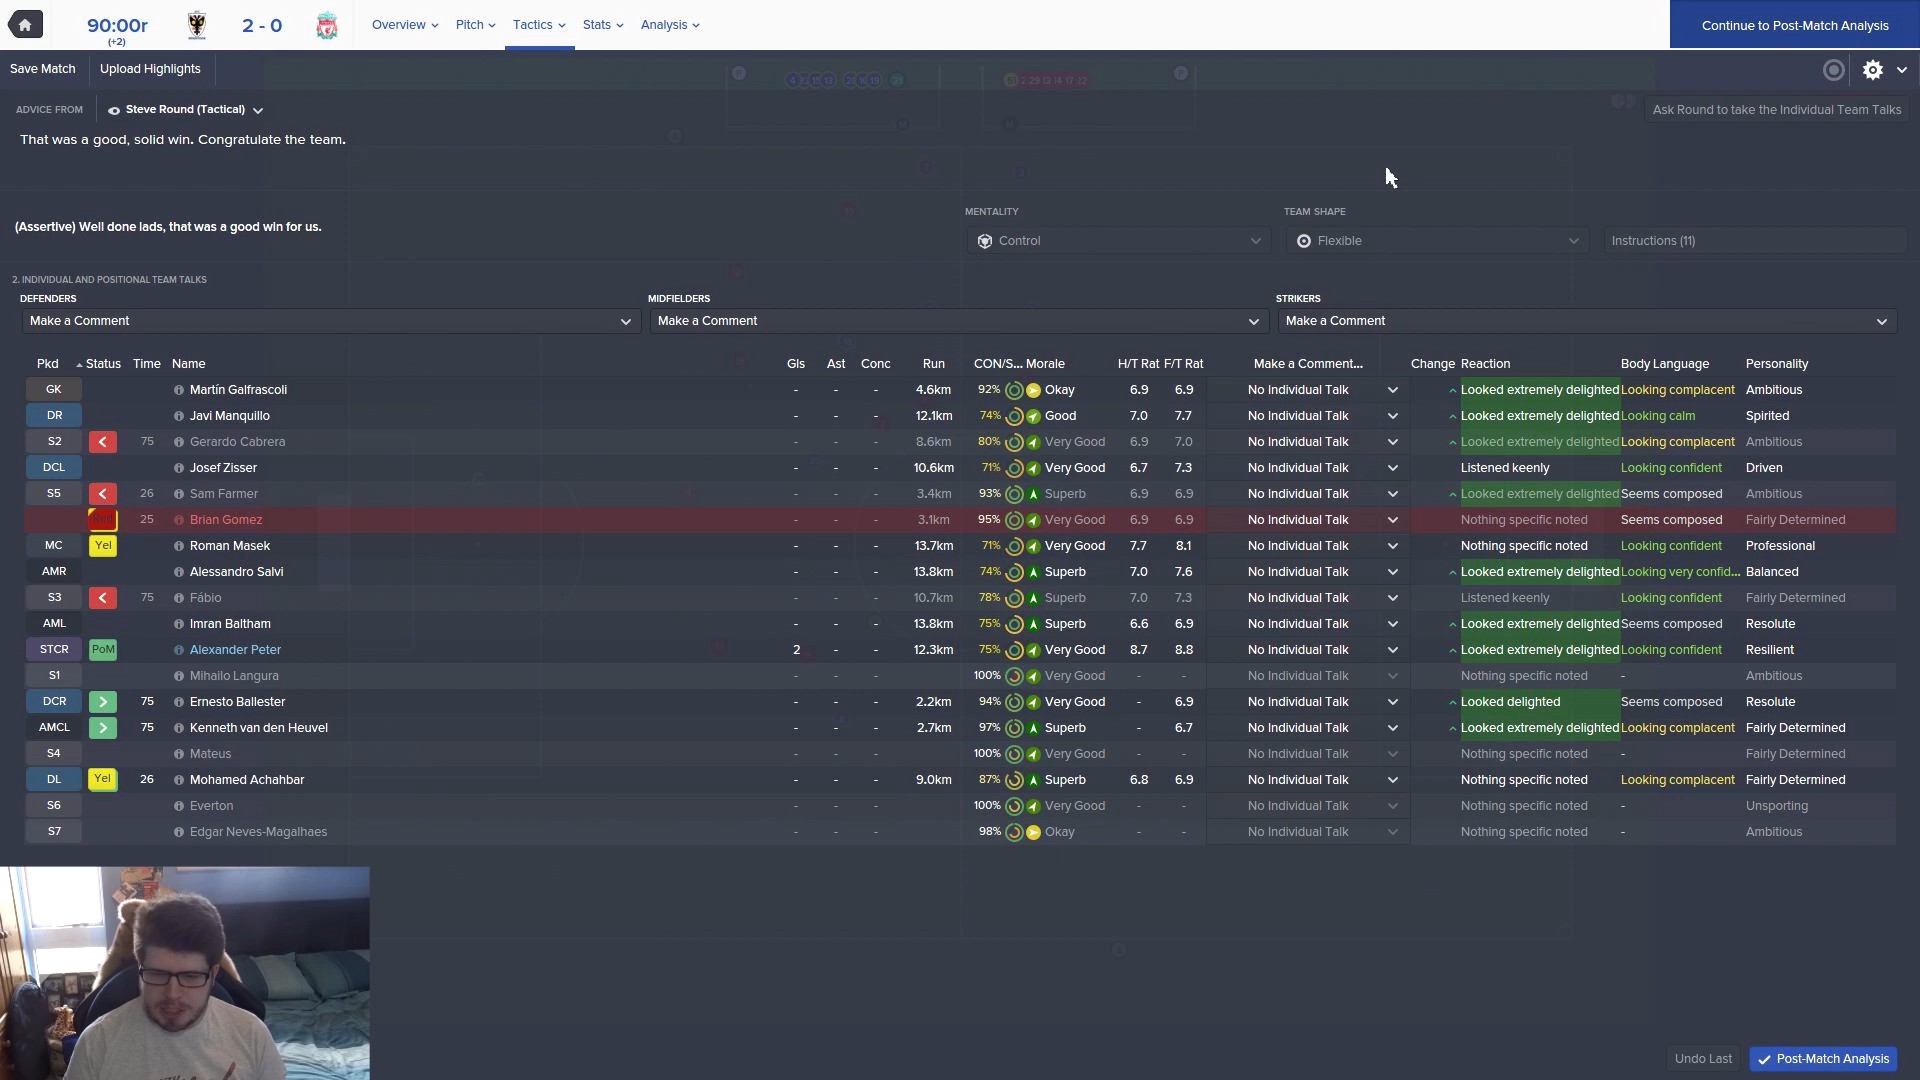 90:00r
(+2)
2 - 0
Overview Pitch Tactics Stats Analysis
Continue to Post-Match Analysis
Save Match Upload Highlights
ADVICE FROM Steve Round (Tactical)
Ask Round to take the Individual Team Talks
That was a good, solid win. Congratulate the team.
MENTALITY TEAM SHAPE
(Assertive) Well done lads, that was a good win for us.
Control Flexible Instructions (11)
2. INDIVIDUAL AND POSITIONAL TEAM TALKS
DEFENDERS MIDFIELDERS STRIKERS
Make a Comment Make a Comment Make a Comment
Pkd Status Time Name Gls Ast Conc Run CON/S... Morale H/T Rat F/T Rat Make a Comment... Change Reaction Body Language Personality
GK Martín Galfrascoli - - - 4.6km 92% Okay 6.9 6.9 No Individual Talk Looked extremely delighted Looking complacent Ambitious
DR Javi Manquillo - - - 12.1km 74% Good 7.0 7.7 No Individual Talk Looked extremely delighted Looking calm Spirited
S2 75 Gerardo Cabrera - - - 8.6km 80% Very Good 6.9 7.0 No Individual Talk Looked extremely delighted Looking complacent Ambitious
DCL Josef Zisser - - - 10.6km 71% Very Good 6.7 7.3 No Individual Talk Listened keenly Looking confident Driven
S5 26 Sam Farmer - - - 3.4km 93% Superb 6.9 6.9 No Individual Talk Looked extremely delighted Seems composed Ambitious
Red 25 Brian Gomez - - - 3.1km 95% Very Good 6.9 6.9 No Individual Talk Nothing specific noted Seems composed Fairly Determined
MC Yel Roman Masek - - - 13.7km 71% Very Good 7.7 8.1 No Individual Talk Nothing specific noted Looking confident Professional
AMR Alessandro Salvi - - - 13.8km 74% Superb 7.0 7.6 No Individual Talk Looked extremely delighted Looking very confid... Balanced
S3 75 Fábio - - - 10.7km 78% Superb 7.0 7.3 No Individual Talk Listened keenly Looking confident Fairly Determined
AML Imran Baltham - - - 13.8km 75% Superb 6.6 6.9 No Individual Talk Looked extremely delighted Seems composed Resolute
STCR PoM Alexander Peter 2 - - 12.3km 75% Very Good 8.7 8.8 No Individual Talk Looked extremely delighted Looking confident Resilient
S1 Mihailo Langura - - - - 100% Very Good - - No Individual Talk Nothing specific noted - Ambitious
DCR 75 Ernesto Ballester - - - 2.2km 94% Very Good - 6.9 No Individual Talk Looked delighted Seems composed Resolute
AMCL 75 Kenneth van den Heuvel - - - 2.7km 97% Superb - 6.7 No Individual Talk Looked extremely delighted Looking complacent Fairly Determined
S4 Mateus - - - - 100% Very Good - - No Individual Talk Nothing specific noted - Fairly Determined
DL Yel 26 Mohamed Achahbar - - - 9.0km 87% Superb 6.8 6.9 No Individual Talk Nothing specific noted Looking complacent Fairly Determined
S6 Everton - - - - 100% Very Good - - No Individual Talk Nothing specific noted - Unsporting
S7 Edgar Neves-Magalhaes - - - - 98% Okay - - No Individual Talk Nothing specific noted - Ambitious
Undo Last Post-Match Analysis